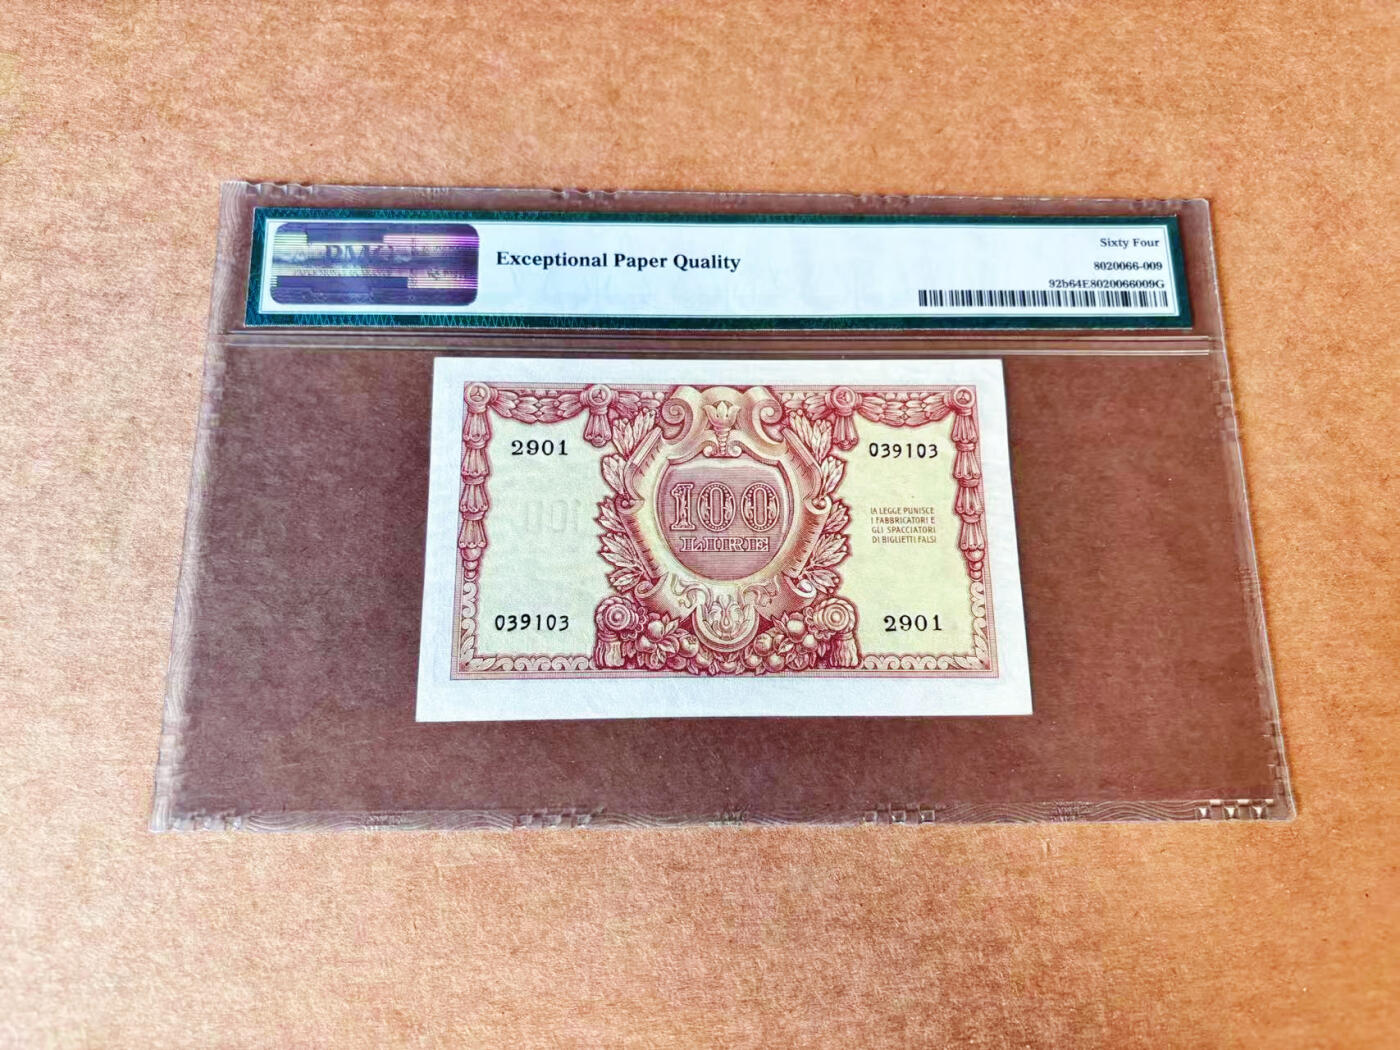 PMG
Exceptional Paper Quality
Sixty Four
8020066-009
92b64E8020066009G
2901
039103
100
LIRE
LA LEGGE PUNISCE
I FABBRICATORI E
GLI SPACCIATORI
DI BIGLIETTI FALSI
039103
2901